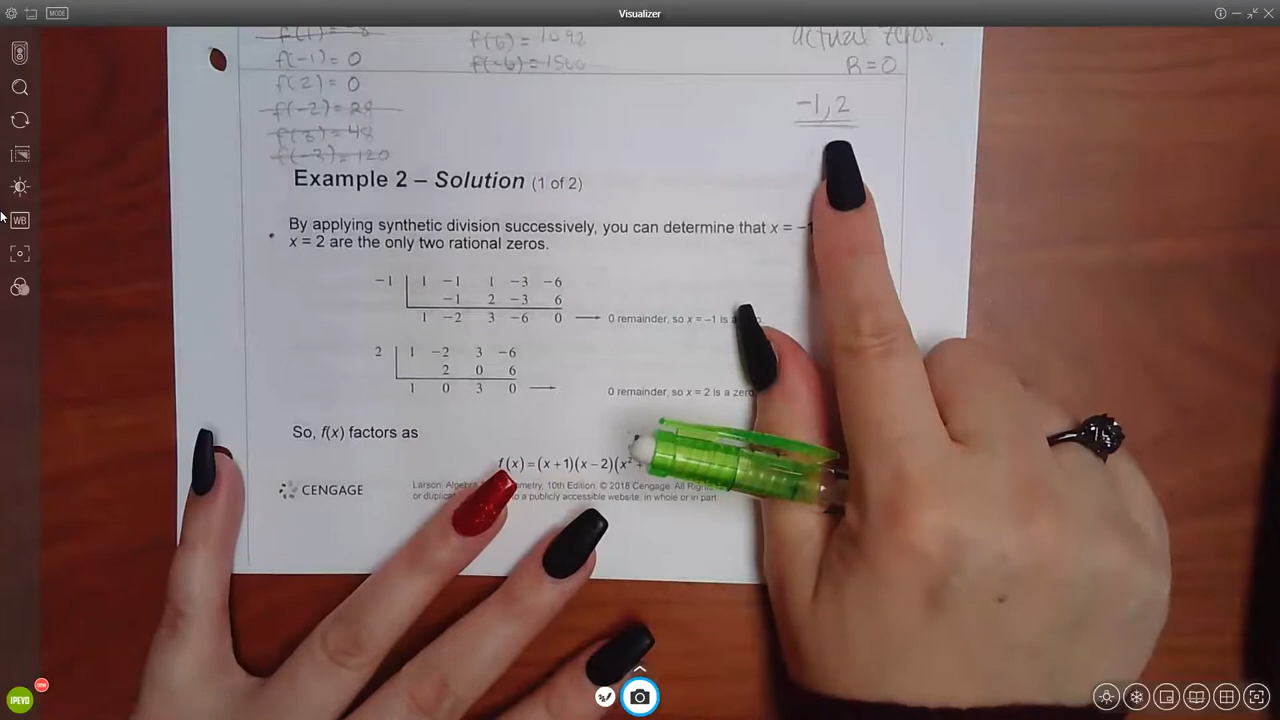 Visualizer
MODE
WB
f(-1) = 0
f(2) = 0
f(-2) = 28
f(3) = 48
f(-3) = 120
f(6) = 1092
f(-6) = 1560
actual zeros.
R = 0
-1, 2
Example 2 – Solution (1 of 2)
By applying synthetic division successively, you can determine that x = –1
x = 2 are the only two rational zeros.
−1 | 1 −1 1 −3 −6
−1 2 −3 6
1 −2 3 −6 0 → 0 remainder, so x = –1 is a
2 | 1 −2 3 −6
2 0 6
1 0 3 0 → 0 remainder, so x = 2 is a zero
So, f(x) factors as
f(x) = (x + 1)(x − 2)(x² +
CENGAGE
Larson, Algebra 10th Edition. © 2018 Cengage. All
or duplicat to a publicly accessible website, in whole or in part
IPEVO
new